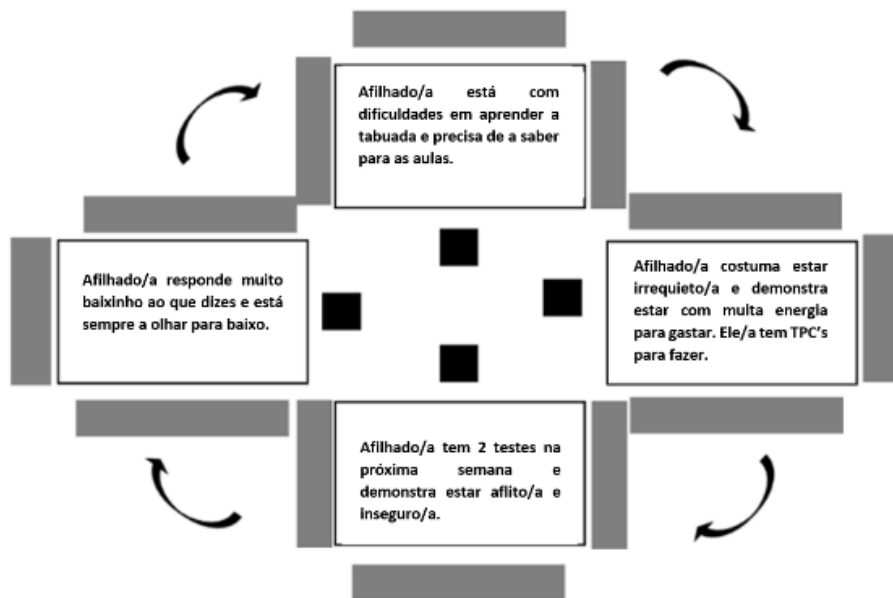 Afilhado/a está com
dificuldades em aprender a
tabuada e precisa de a saber
para as aulas.
Afilhado/a responde muito
baixinho ao que dizes e está
sempre a olhar para baixo.
Afilhado/a costuma estar
irrequieto/a e demonstra
estar com multa energia
para gastar. Ele/a tem TPC's
para fazer.
Afilhado/a tem 2 testes na
próxima semana e
demonstra estar aflito/a e
inseguro/a.